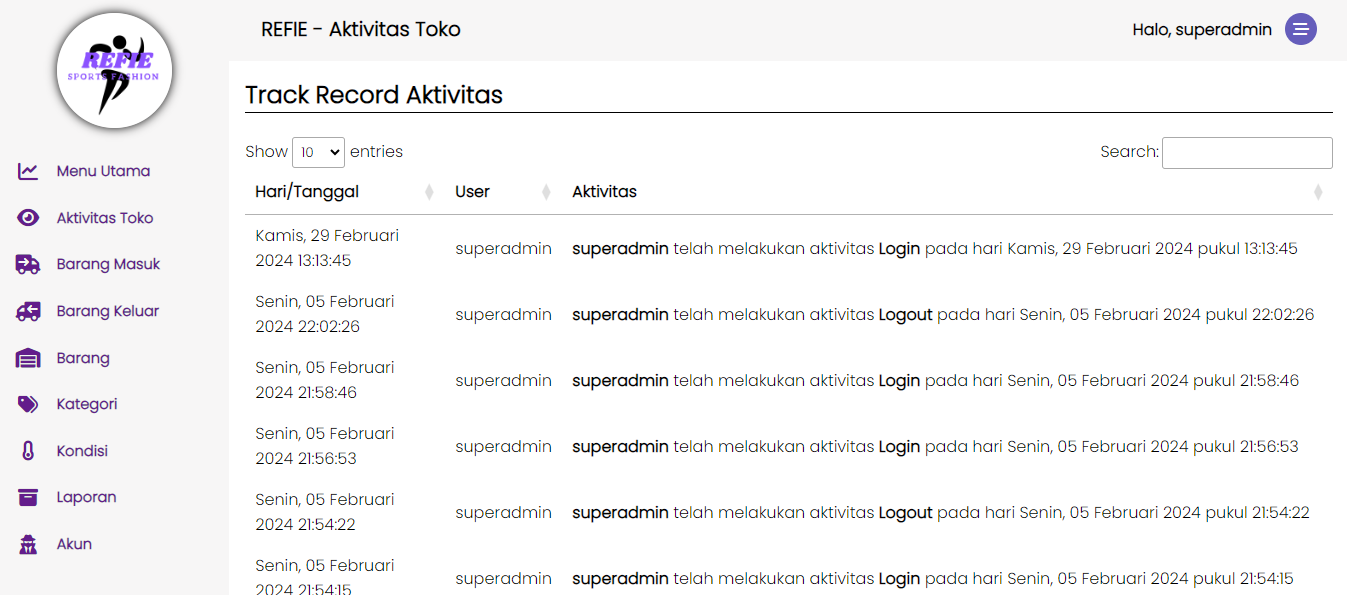 REFIE
SPORTS FASHION
REFIE - Aktivitas Toko
Halo, superadmin
Menu Utama
Aktivitas Toko
Barang Masuk
Barang Keluar
Barang
Kategori
Kondisi
Laporan
Akun
Track Record Aktivitas
Show 10 entries
Search:
Hari/Tanggal User Aktivitas
Kamis, 29 Februari
2024 13:13:45
superadmin
superadmin telah melakukan aktivitas Login pada hari Kamis, 29 Februari 2024 pukul 13:13:45
Senin, 05 Februari
2024 22:02:26
superadmin
superadmin telah melakukan aktivitas Logout pada hari Senin, 05 Februari 2024 pukul 22:02:26
Senin, 05 Februari
2024 21:58:46
superadmin
superadmin telah melakukan aktivitas Login pada hari Senin, 05 Februari 2024 pukul 21:58:46
Senin, 05 Februari
2024 21:56:53
superadmin
superadmin telah melakukan aktivitas Login pada hari Senin, 05 Februari 2024 pukul 21:56:53
Senin, 05 Februari
2024 21:54:22
superadmin
superadmin telah melakukan aktivitas Logout pada hari Senin, 05 Februari 2024 pukul 21:54:22
Senin, 05 Februari
2024 21:54:15
superadmin
superadmin telah melakukan aktivitas Login pada hari Senin, 05 Februari 2024 pukul 21:54:15